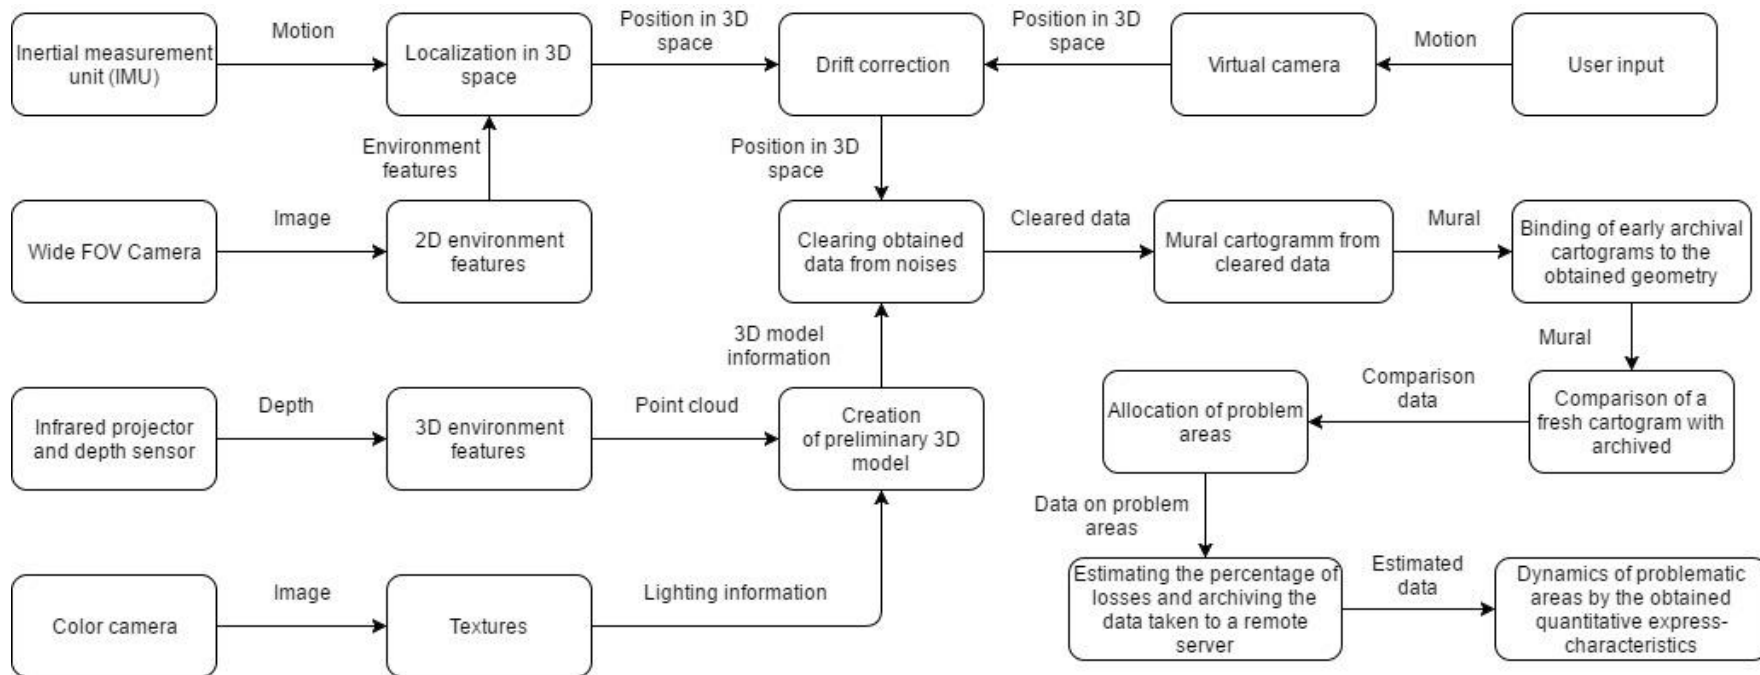 Inertial measurement
unit (IMU)
Motion
Localization in 3D
space
Position in 3D
space
Drift correction
Position in 3D
space
Virtual camera
Motion
User input
Environment
features
Position in 3D
space
Wide FOV Camera
Image
2D environment
features
Clearing obtained
data from noises
Cleared data
Mural cartogramm from
cleared data
Mural
Binding of early archival
cartograms to the
obtained geometry
3D model
information
Mural
Infrared projector
and depth sensor
Depth
3D environment
features
Point cloud
Creation
of preliminary 3D
model
Allocation of problem
areas
Comparison
data
Comparison of a
fresh cartogram with
archived
Data on problem
areas
Color camera
Image
Textures
Lighting information
Estimating the percentage of
losses and archiving the
data taken to a remote
server
Estimated
data
Dynamics of problematic
areas by the obtained
quantitative express-
characteristics